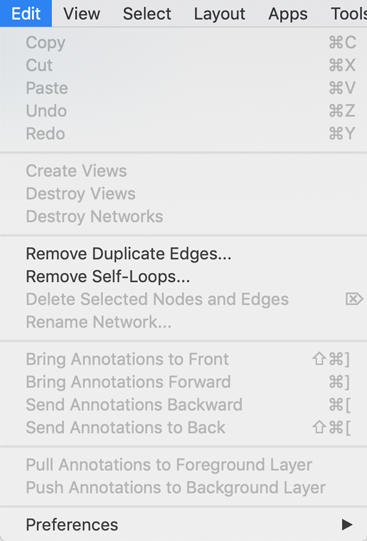 Edit View Select Layout Apps Tools
Copy ⌘C
Cut ⌘X
Paste ⌘V
Undo ⌘Z
Redo ⌘Y
Create Views
Destroy Views
Destroy Networks
Remove Duplicate Edges...
Remove Self-Loops...
Delete Selected Nodes and Edges ⌦
Rename Network...
Bring Annotations to Front ⇧⌘]
Bring Annotations Forward ⌘]
Send Annotations Backward ⌘[
Send Annotations to Back ⇧⌘[
Pull Annotations to Foreground Layer
Push Annotations to Background Layer
Preferences ▶